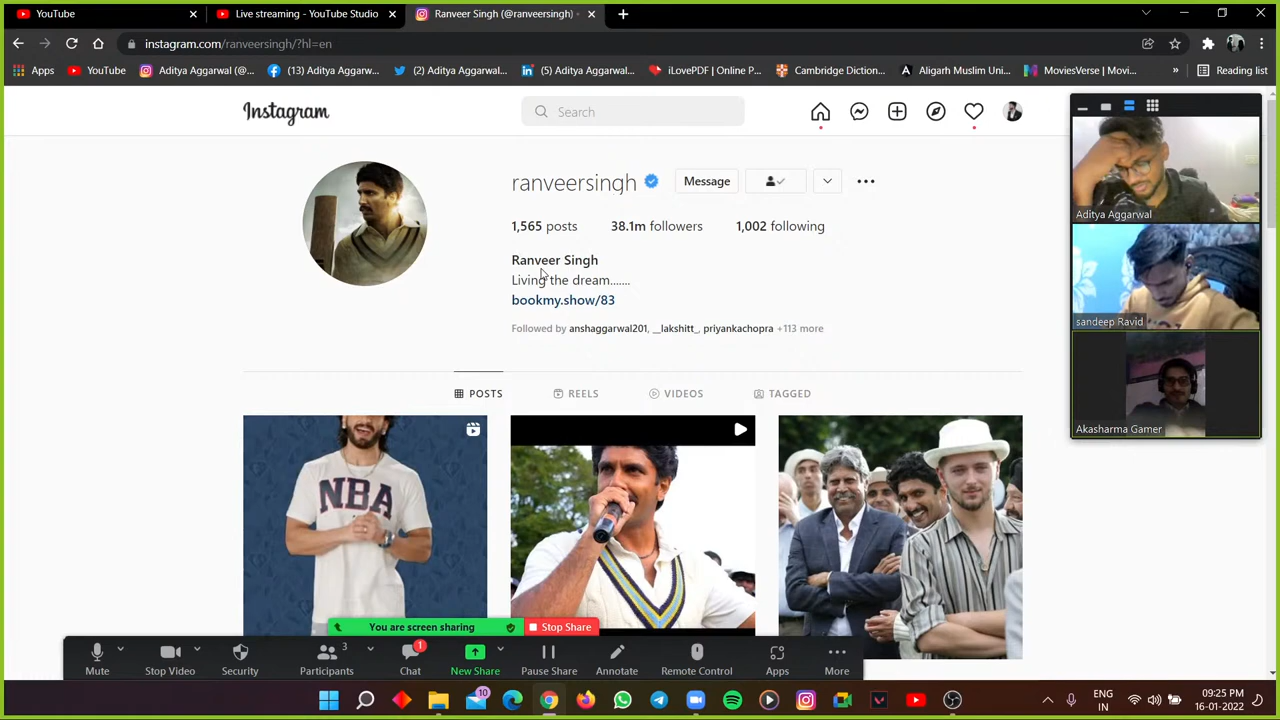 YouTube
Live streaming - YouTube Studio
Ranveer Singh (@ranveersingh) •
instagram.com/ranveersingh/?hl=en
Apps
YouTube
Aditya Aggarwal (@...
(13) Aditya Aggarw...
(2) Aditya Aggarwal...
(5) Aditya Aggarwal...
iLovePDF | Online P...
Cambridge Diction...
Aligarh Muslim Uni...
MoviesVerse | Movi...
»
Reading list
Instagram
Search
ranveersingh
Message
1,565 posts
38.1m followers
1,002 following
Ranveer Singh
Living the dream.......
bookmy.show/83
Followed by anshaggarwal201, __lakshitt_, priyankachopra +113 more
POSTS
REELS
VIDEOS
TAGGED
NBA
Aditya Aggarwal
sandeep Ravid
Akasharma Gamer
You are screen sharing
Stop Share
Mute
Stop Video
Security
3
Participants
1
Chat
New Share
Pause Share
Annotate
Remote Control
Apps
More
10
ENG
IN
09:25 PM
16-01-2022